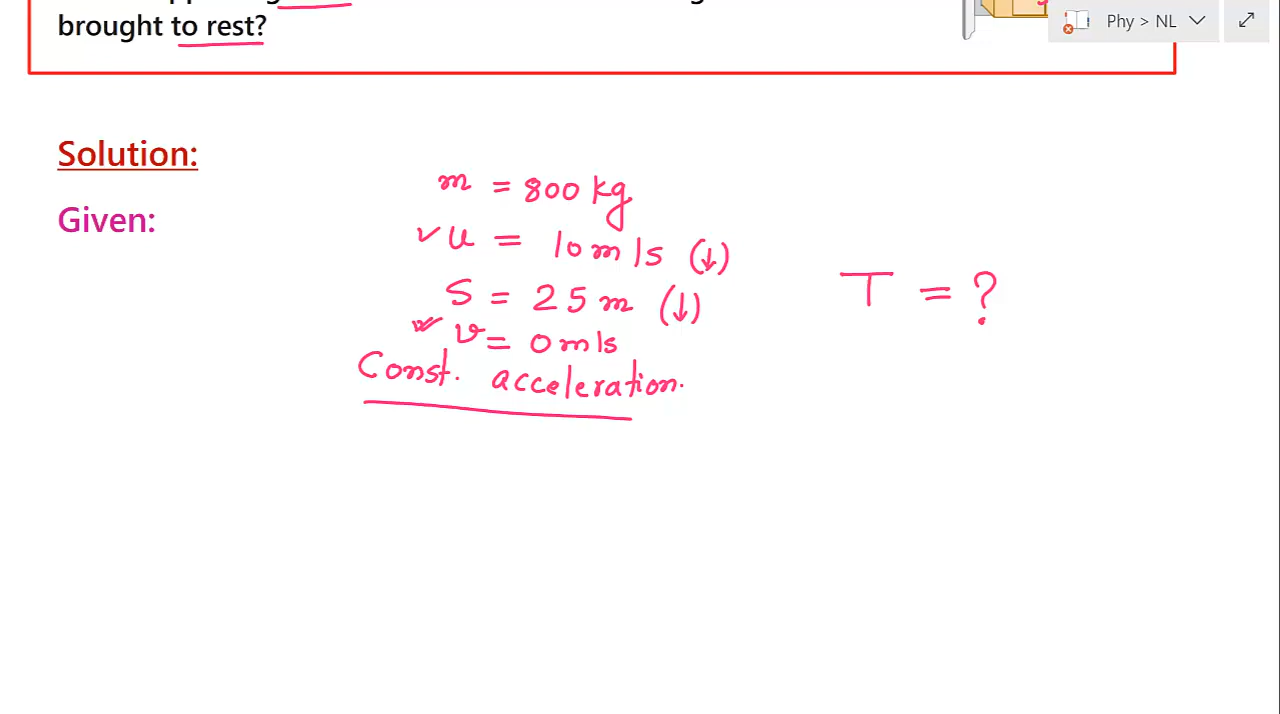 brought to rest?
Phy > NL
Solution:
Given:
m = 800 kg
✓ u = 10 m/s (↓)
S = 25 m (↓)
v = 0 m/s
Const. acceleration.
T = ?